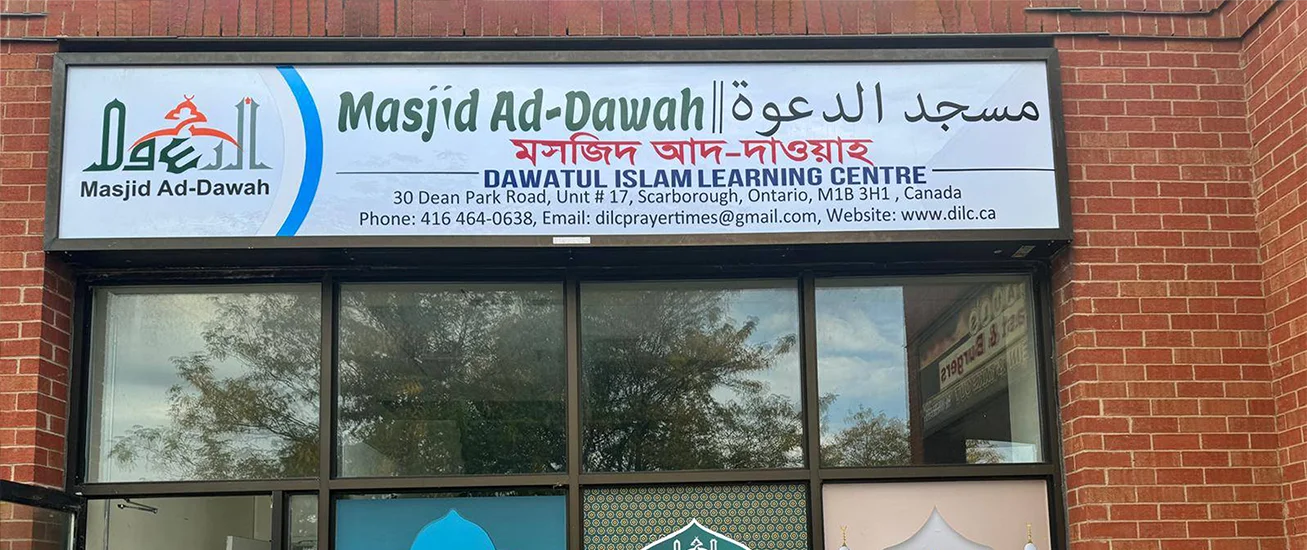 الدعوة
Masjid Ad-Dawah
Masjid Ad-Dawah || مسجد الدعوة
মসজিদ আদ-দাওয়াহ
DAWATUL ISLAM LEARNING CENTRE
30 Dean Park Road, Unit # 17, Scarborough, Ontario, M1B 3H1 , Canada
Phone: 416 464-0638, Email: dilcprayertimes@gmail.com, Website: www.dilc.ca
& Burgers